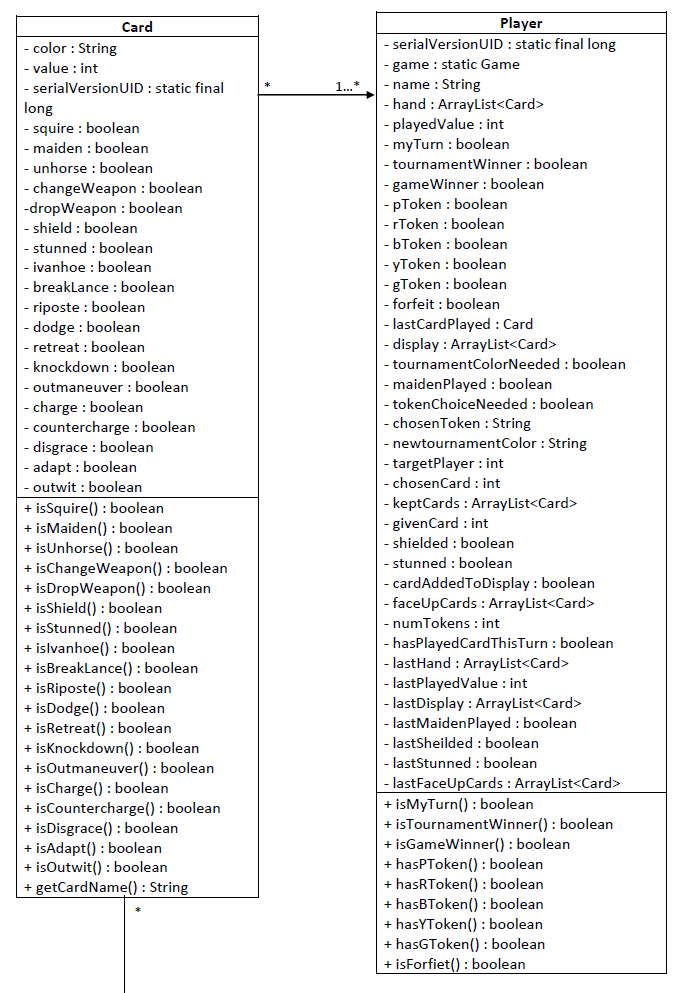 Card
- color : String
- value : int
- serialVersionUID : static final
long
- squire : boolean
- maiden : boolean
- unhorse : boolean
- changeWeapon : boolean
-dropWeapon : boolean
- shield : boolean
- stunned : boolean
- ivanhoe : boolean
- breakLance : boolean
- riposte : boolean
- dodge : boolean
- retreat : boolean
- knockdown : boolean
- outmaneuver : boolean
- charge : boolean
- countercharge : boolean
- disgrace : boolean
- adapt : boolean
- outwit : boolean
+ isSquire() : boolean
+ isMaiden() : boolean
+ isUnhorse() : boolean
+ isChangeWeapon() : boolean
+ isDropWeapon() : boolean
+ isShield() : boolean
+ isStunned() : boolean
+ isIvanhoe() : boolean
+ isBreakLance() : boolean
+ isRiposte() : boolean
+ isDodge() : boolean
+ isRetreat() : boolean
+ isKnockdown() : boolean
+ isOutmaneuver() : boolean
+ isCharge() : boolean
+ isCountercharge() : boolean
+ isDisgrace() : boolean
+ isAdapt() : boolean
+ isOutwit() : boolean
+ getCardName() : String
*
* 1...*
Player
- serialVersionUID : static final long
- game : static Game
- name : String
- hand : ArrayList<Card>
- playedValue : int
- myTurn : boolean
- tournamentWinner : boolean
- gameWinner : boolean
- pToken : boolean
- rToken : boolean
- bToken : boolean
- yToken : boolean
- gToken : boolean
- forfeit : boolean
- lastCardPlayed : Card
- display : ArrayList<Card>
- tournamentColorNeeded : boolean
- maidenPlayed : boolean
- tokenChoiceNeeded : boolean
- chosenToken : String
- newtournamentColor : String
- targetPlayer : int
- chosenCard : int
- keptCards : ArrayList<Card>
- givenCard : int
- shielded : boolean
- stunned : boolean
- cardAddedToDisplay : boolean
- faceUpCards : ArrayList<Card>
- numTokens : int
- hasPlayedCardThisTurn : boolean
- lastHand : ArrayList<Card>
- lastPlayedValue : int
- lastDisplay : ArrayList<Card>
- lastMaidenPlayed : boolean
- lastSheilded : boolean
- lastStunned : boolean
- lastFaceUpCards : ArrayList<Card>
+ isMyTurn() : boolean
+ isTournamentWinner() : boolean
+ isGameWinner() : boolean
+ hasPToken() : boolean
+ hasRToken() : boolean
+ hasBToken() : boolean
+ hasYToken() : boolean
+ hasGToken() : boolean
+ isForfiet() : boolean